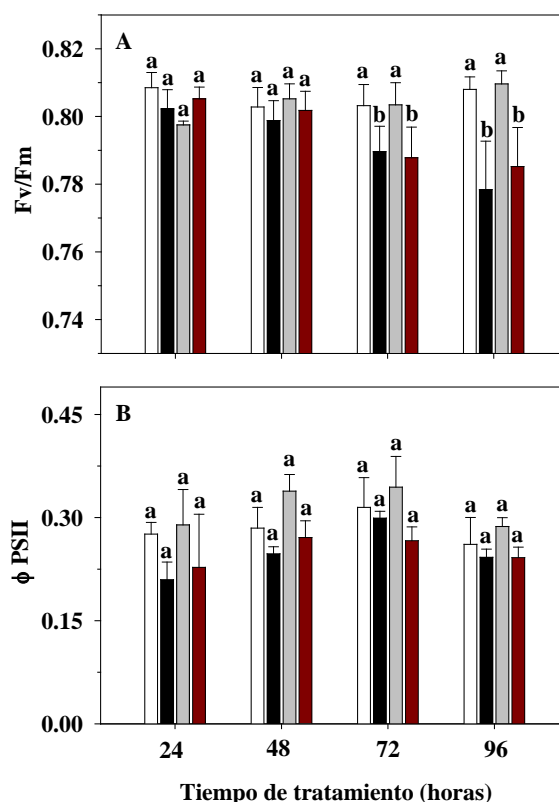 A
0.82
0.80
0.78
0.76
0.74
Fv/Fm
a a a a a a a a a b a b a b a b
B
0.45
0.30
0.15
0.00
ϕ PSII
a a a a a a a a a a a a a a a a
24 48 72 96
Tiempo de tratamiento (horas)